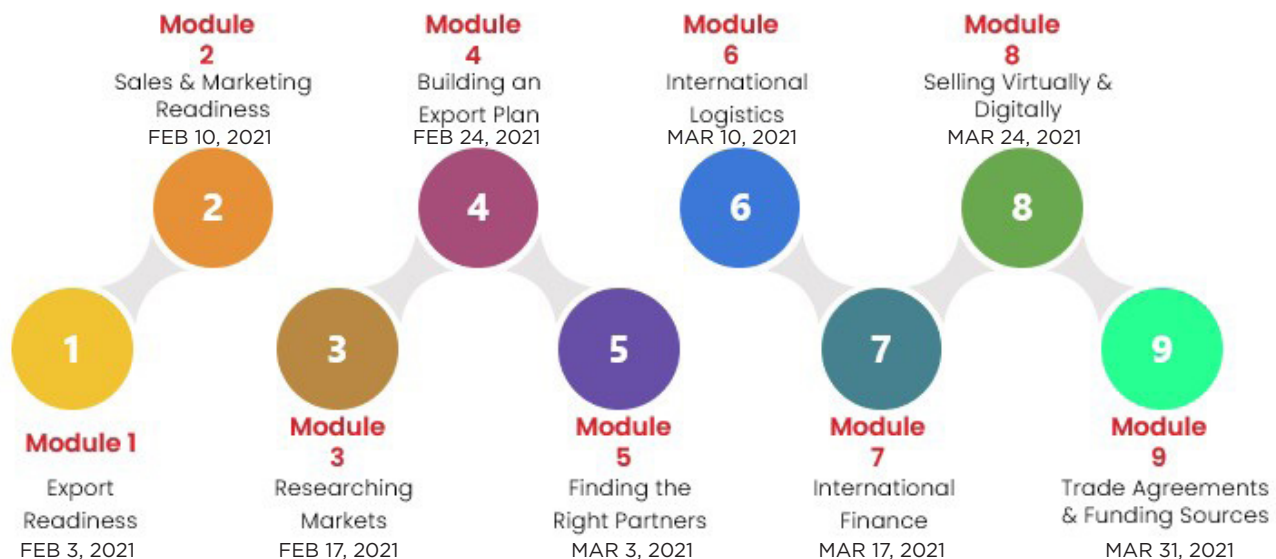 Module
2
Sales & Marketing
Readiness
FEB 10, 2021
Module
4
Building an
Export Plan
FEB 24, 2021
Module
6
International
Logistics
MAR 10, 2021
Module
8
Selling Virtually &
Digitally
MAR 24, 2021
2
4
6
8
1
3
5
7
9
Module 1
Export
Readiness
FEB 3, 2021
Module
3
Researching
Markets
FEB 17, 2021
Module
5
Finding the
Right Partners
MAR 3, 2021
Module
7
International
Finance
MAR 17, 2021
Module
9
Trade Agreements
& Funding Sources
MAR 31, 2021